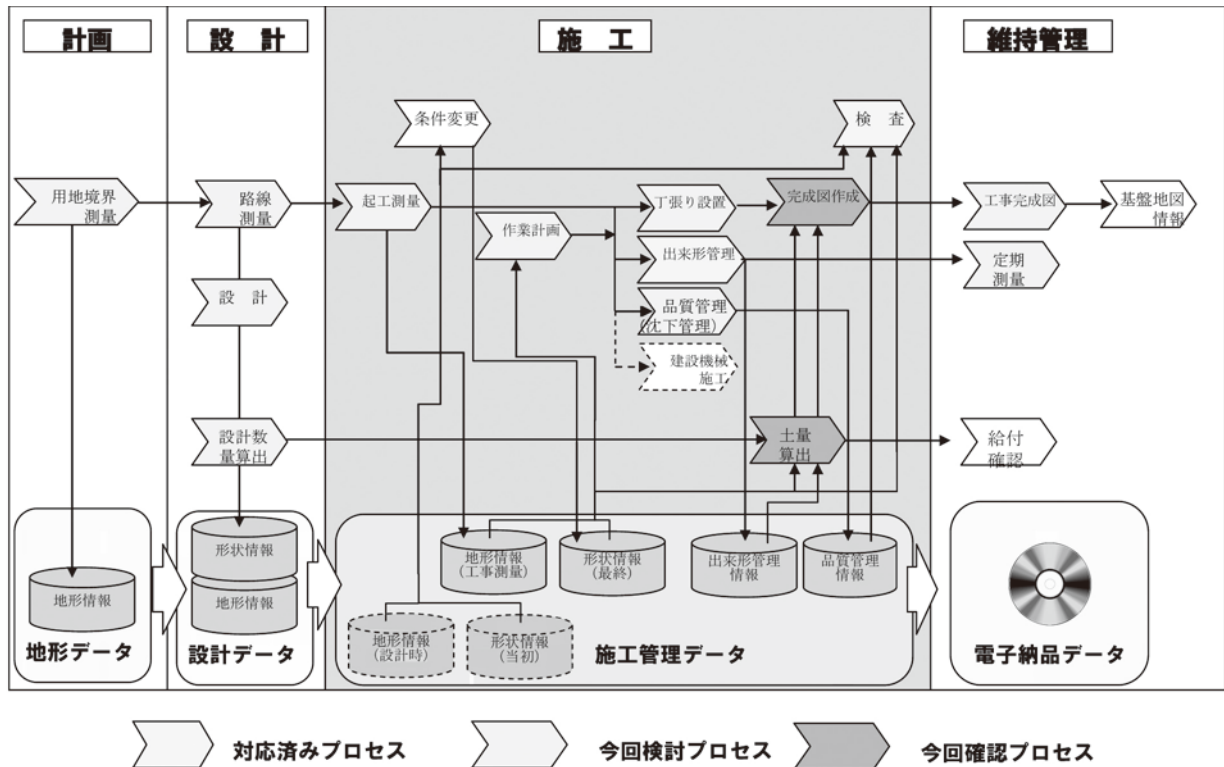 計画
設 計
施 工
維持管理
条件変更
検 査
用地境界
測量
路線
測量
起工測量
丁張り設置
完成図作成
工事完成図
基盤地図
情報
作業計画
出来形管理
定期
測量
設 計
品質管理
(沈下管理)
建設機械
施工
設計数
量算出
土量
算出
給付
確認
形状情報
地形情報
地形情報
(工事測量)
形状情報
(最終)
出来形管理
情報
品質管理
情報
地形情報
地形情報
(設計時)
形状情報
(当初)
地形データ
設計データ
施工管理データ
電子納品データ
対応済みプロセス
今回検討プロセス
今回確認プロセス